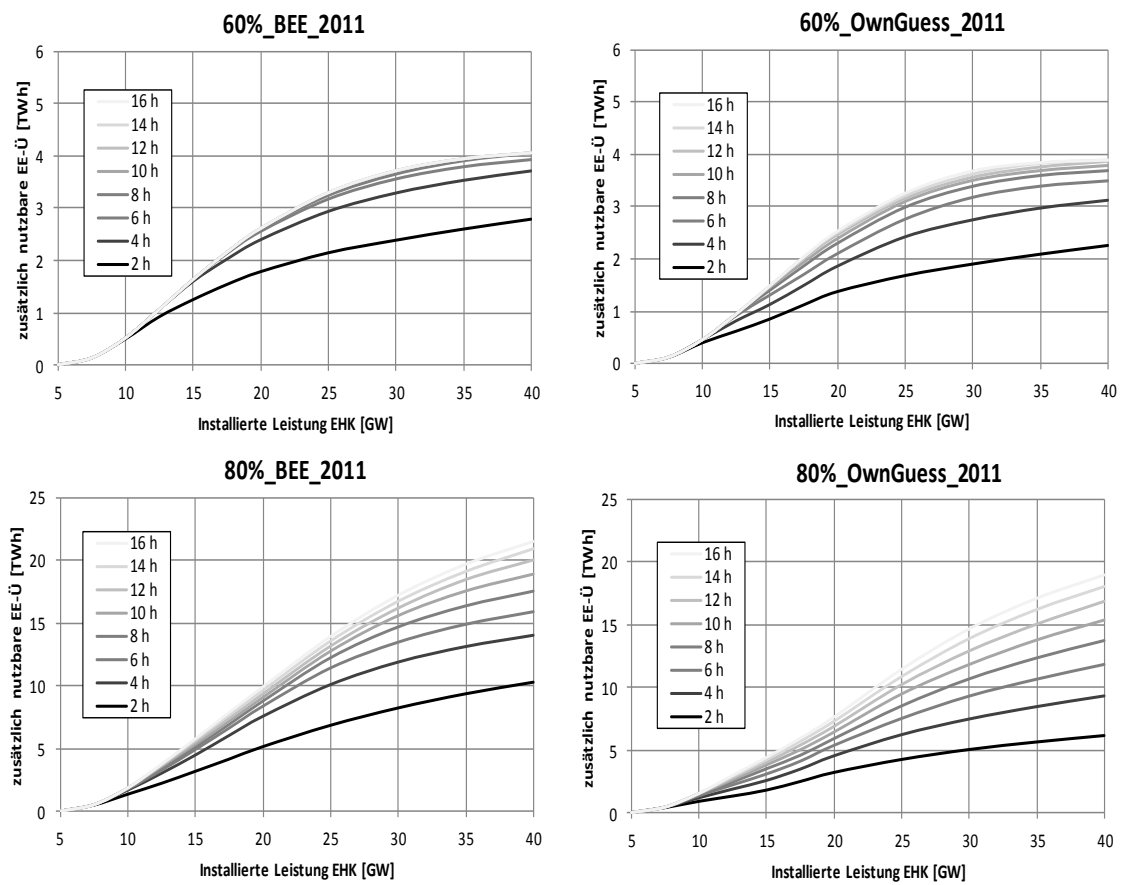 60%_BEE_2011
zusätzlich nutzbare EE-Ü [TWh]
6
5
4
3
2
1
0
16 h
14 h
12 h
10 h
8 h
6 h
4 h
2 h
5 10 15 20 25 30 35 40
Installierte Leistung EHK [GW]
60%_OwnGuess_2011
zusätzlich nutzbare EE-Ü [TWh]
6
5
4
3
2
1
0
16 h
14 h
12 h
10 h
8 h
6 h
4 h
2 h
5 10 15 20 25 30 35 40
Installierte Leistung EHK [GW]
80%_BEE_2011
zusätzlich nutzbare EE-Ü [TWh]
25
20
15
10
5
0
16 h
14 h
12 h
10 h
8 h
6 h
4 h
2 h
5 10 15 20 25 30 35 40
Installierte Leistung EHK [GW]
80%_OwnGuess_2011
zusätzlich nutzbare EE-Ü [TWh]
25
20
15
10
5
0
16 h
14 h
12 h
10 h
8 h
6 h
4 h
2 h
5 10 15 20 25 30 35 40
Installierte Leistung EHK [GW]